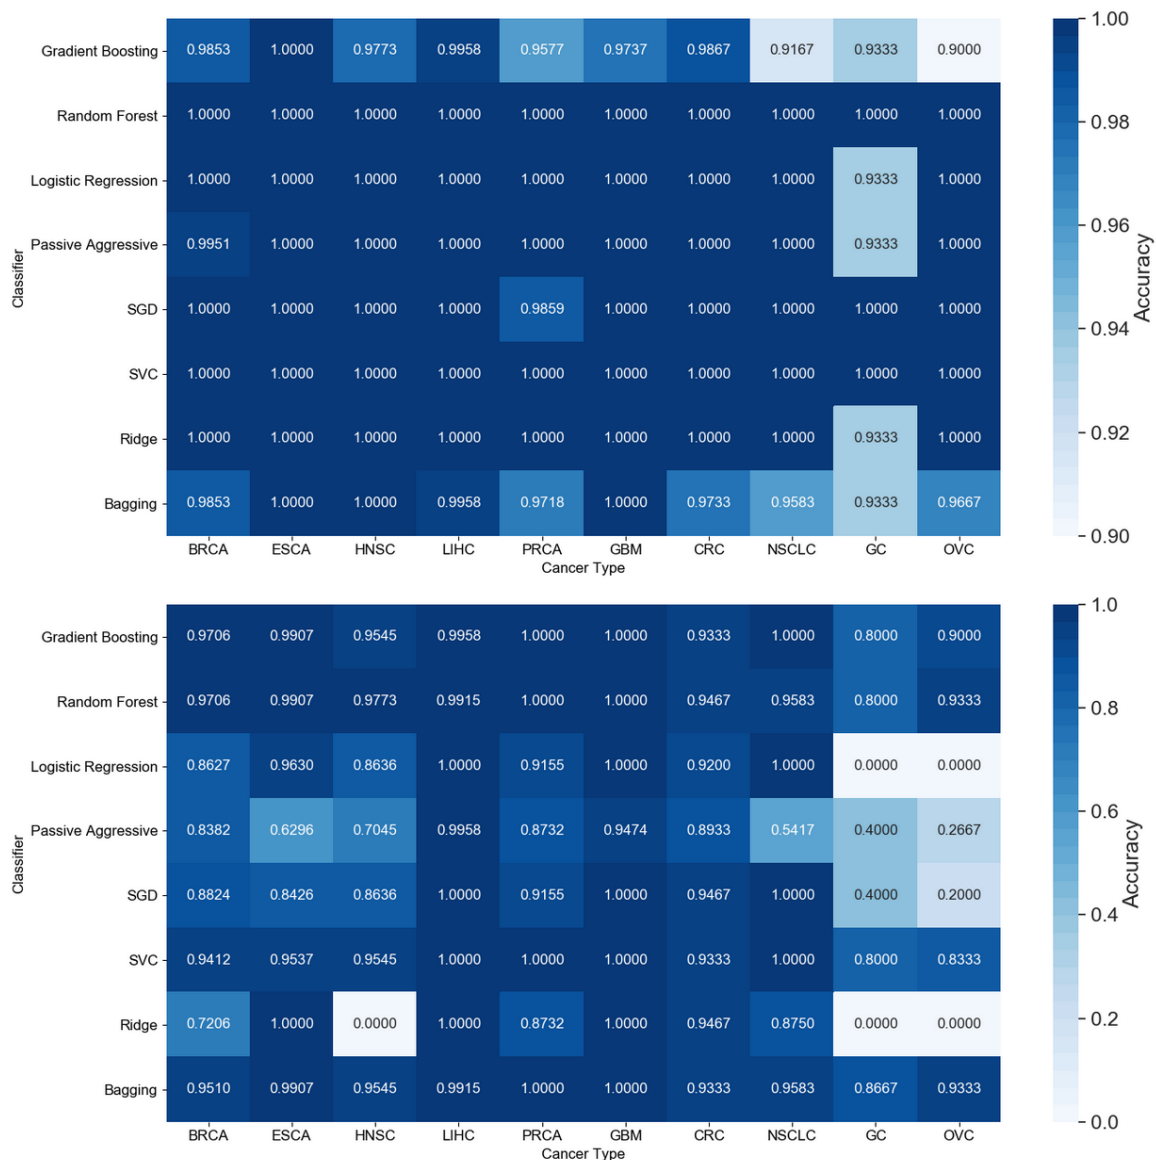 Gradient Boosting 0.9853 1.0000 0.9773 0.9958 0.9577 0.9737 0.9867 0.9167 0.9333 0.9000
Random Forest 1.0000 1.0000 1.0000 1.0000 1.0000 1.0000 1.0000 1.0000 1.0000 1.0000
Logistic Regression 1.0000 1.0000 1.0000 1.0000 1.0000 1.0000 1.0000 1.0000 0.9333 1.0000
Passive Aggressive 0.9951 1.0000 1.0000 1.0000 1.0000 1.0000 1.0000 1.0000 0.9333 1.0000
SGD 1.0000 1.0000 1.0000 1.0000 0.9859 1.0000 1.0000 1.0000 1.0000 1.0000
SVC 1.0000 1.0000 1.0000 1.0000 1.0000 1.0000 1.0000 1.0000 1.0000 1.0000
Ridge 1.0000 1.0000 1.0000 1.0000 1.0000 1.0000 1.0000 1.0000 0.9333 1.0000
Bagging 0.9853 1.0000 1.0000 0.9958 0.9718 1.0000 0.9733 0.9583 0.9333 0.9667
BRCA ESCA HNSC LIHC PRCA GBM CRC NSCLC GC OVC
Cancer Type
Classifier
1.00
0.98
0.96
0.94
0.92
0.90
Accuracy
Gradient Boosting 0.9706 0.9907 0.9545 0.9958 1.0000 1.0000 0.9333 1.0000 0.8000 0.9000
Random Forest 0.9706 0.9907 0.9773 0.9915 1.0000 1.0000 0.9467 0.9583 0.8000 0.9333
Logistic Regression 0.8627 0.9630 0.8636 1.0000 0.9155 1.0000 0.9200 1.0000 0.0000 0.0000
Passive Aggressive 0.8382 0.6296 0.7045 0.9958 0.8732 0.9474 0.8933 0.5417 0.4000 0.2667
SGD 0.8824 0.8426 0.8636 1.0000 0.9155 1.0000 0.9467 1.0000 0.4000 0.2000
SVC 0.9412 0.9537 0.9545 1.0000 1.0000 1.0000 0.9333 1.0000 0.8000 0.8333
Ridge 0.7206 1.0000 0.0000 1.0000 0.8732 1.0000 0.9467 0.8750 0.0000 0.0000
Bagging 0.9510 0.9907 0.9545 0.9915 1.0000 1.0000 0.9333 0.9583 0.8667 0.9333
BRCA ESCA HNSC LIHC PRCA GBM CRC NSCLC GC OVC
Cancer Type
Classifier
1.0
0.8
0.6
0.4
0.2
0.0
Accuracy